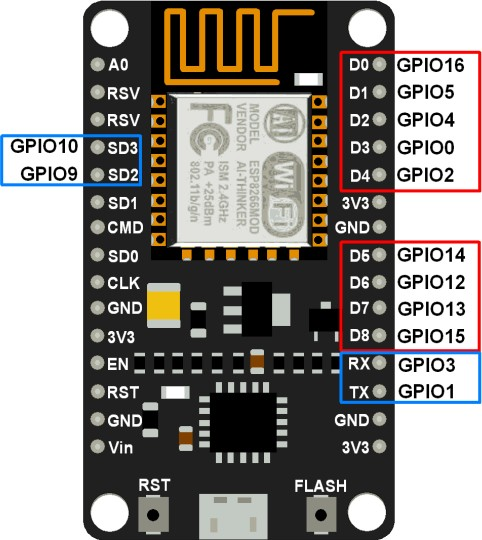 A0
RSV
RSV
GPIO10 SD3
GPIO9 SD2
SD1
CMD
SD0
CLK
GND
3V3
EN
RST
GND
Vin
D0 GPIO16
D1 GPIO5
D2 GPIO4
D3 GPIO0
D4 GPIO2
3V3
GND
D5 GPIO14
D6 GPIO12
D7 GPIO13
D8 GPIO15
RX GPIO3
TX GPIO1
GND
3V3
MODEL
VENDOR
ESP8266MOD
AI-THINKER
ISM 2.4GHz
PA +25dBm
802.11b/g/n
FC
Wi Fi
RST
FLASH